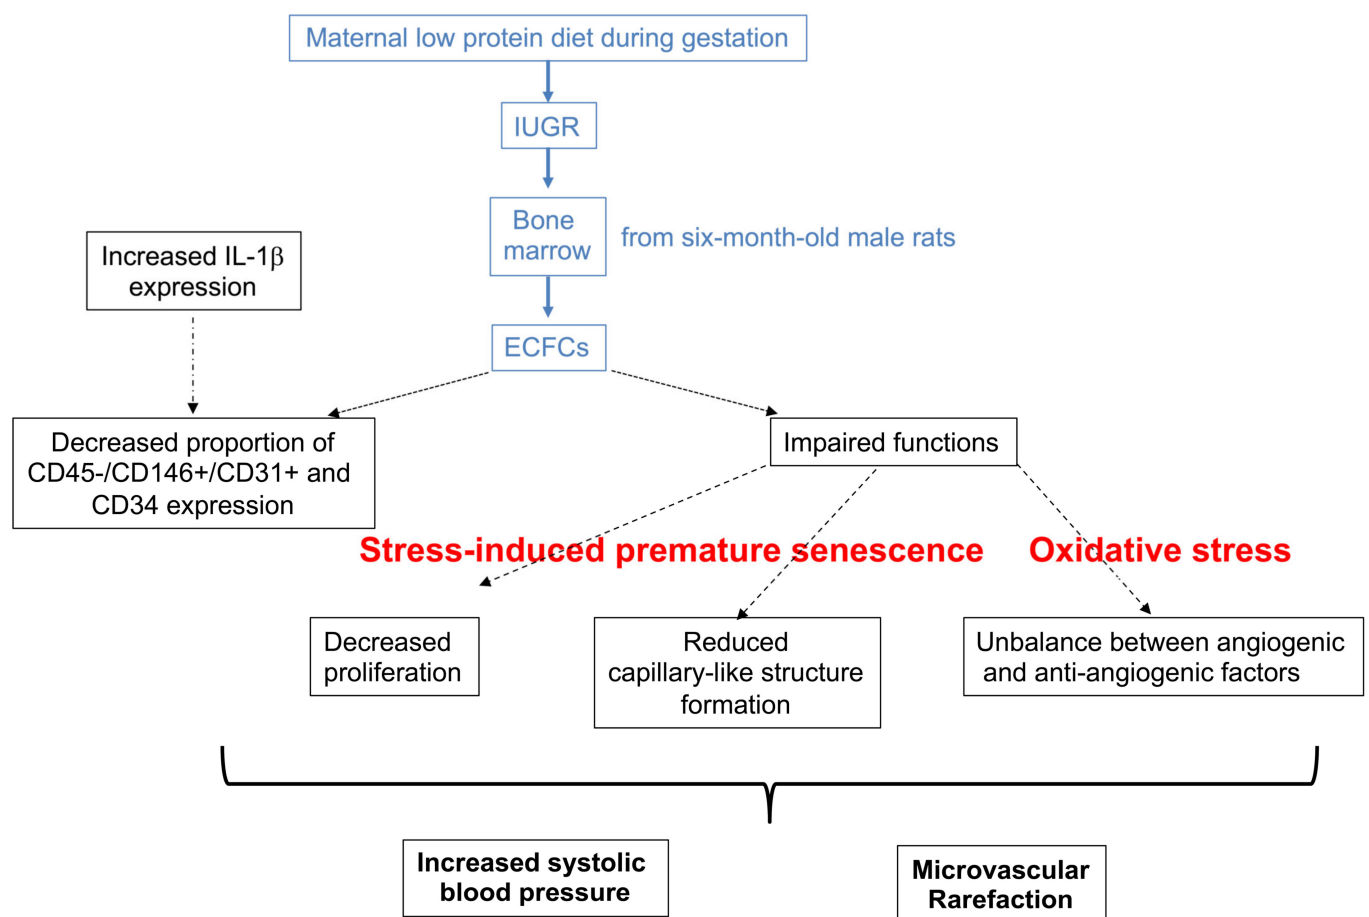 Maternal low protein diet during gestation
IUGR
Bone
marrow
from six-month-old male rats
Increased IL-1β
expression
ECFCs
Decreased proportion of
CD45-/CD146+/CD31+ and
CD34 expression
Impaired functions
Stress-induced premature senescence
Oxidative stress
Decreased
proliferation
Reduced
capillary-like structure
formation
Unbalance between angiogenic
and anti-angiogenic factors
Increased systolic
blood pressure
Microvascular
Rarefaction